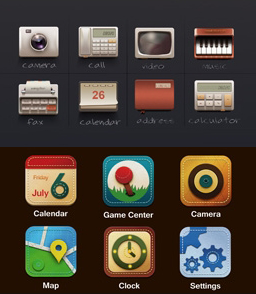 camera call video music
26
fax calendar address calculator
Friday
July 6
Calendar Game Center Camera
Map Clock Settings